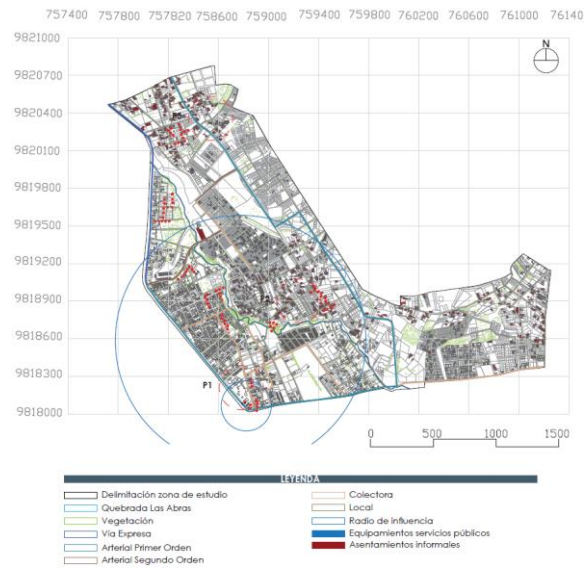 757400 757800 758200 758600 759000 759400 759800 760200 760600 761000 76140
9821000
9820700
9820400
9820100
9819800
9819500
9819200
9818900
9818600
9818300
9818000
N
P1
0 500 1000 1500
LEYENDA
Delimitación zona de estudio
Quebrada Las Abras
Vegetación
Vía Expresa
Arterial Primer Orden
Arterial Segundo Orden
Colectora
Local
Radio de influencia
Equipamientos servicios públicos
Asentamientos informales